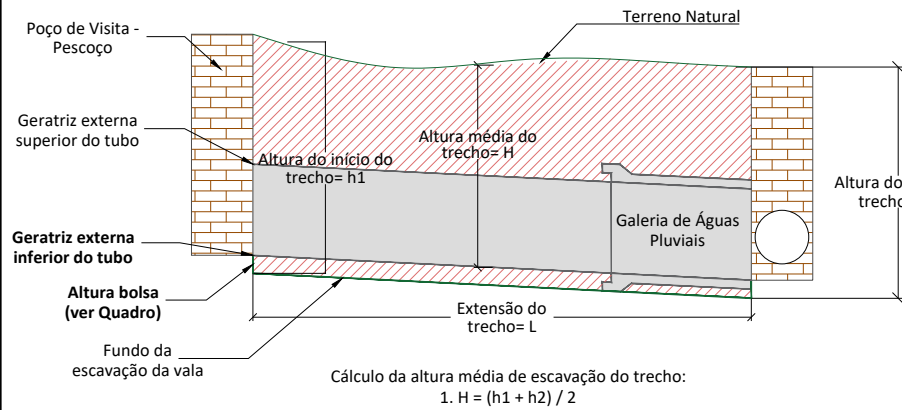 Terreno Natural
Poço de Visita -
Pescoço
Geratriz externa
superior do tubo
Altura média do
trecho= H
Altura do início do
trecho= h1
Altura do
trecho
Galeria de Águas
Pluviais
Geratriz externa
inferior do tubo
Altura bolsa
(ver Quadro)
Extensão do
trecho= L
Fundo da
escavação da vala
Cálculo da altura média de escavação do trecho:
1. H = (h1 + h2) / 2